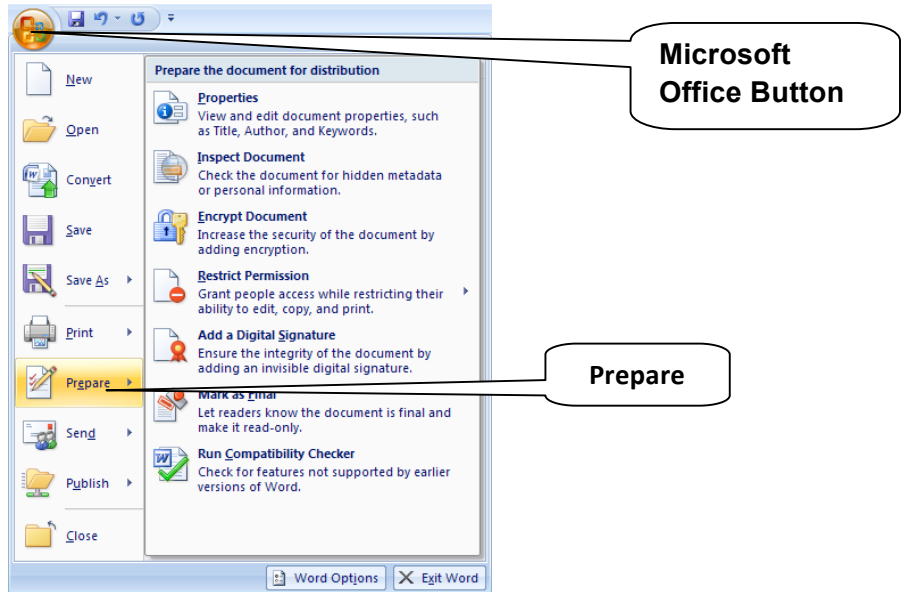 Microsoft
Office Button
New
Open
Convert
Save
Save As
Print
Prepare
Send
Publish
Close
Prepare the document for distribution
Properties
View and edit document properties, such
as Title, Author, and Keywords.
Inspect Document
Check the document for hidden metadata
or personal information.
Encrypt Document
Increase the security of the document by
adding encryption.
Restrict Permission
Grant people access while restricting their
ability to edit, copy, and print.
Add a Digital Signature
Ensure the integrity of the document by
adding an invisible digital signature.
Mark as Final
Let readers know the document is final and
make it read-only.
Run Compatibility Checker
Check for features not supported by earlier
versions of Word.
Prepare
Word Options
Exit Word